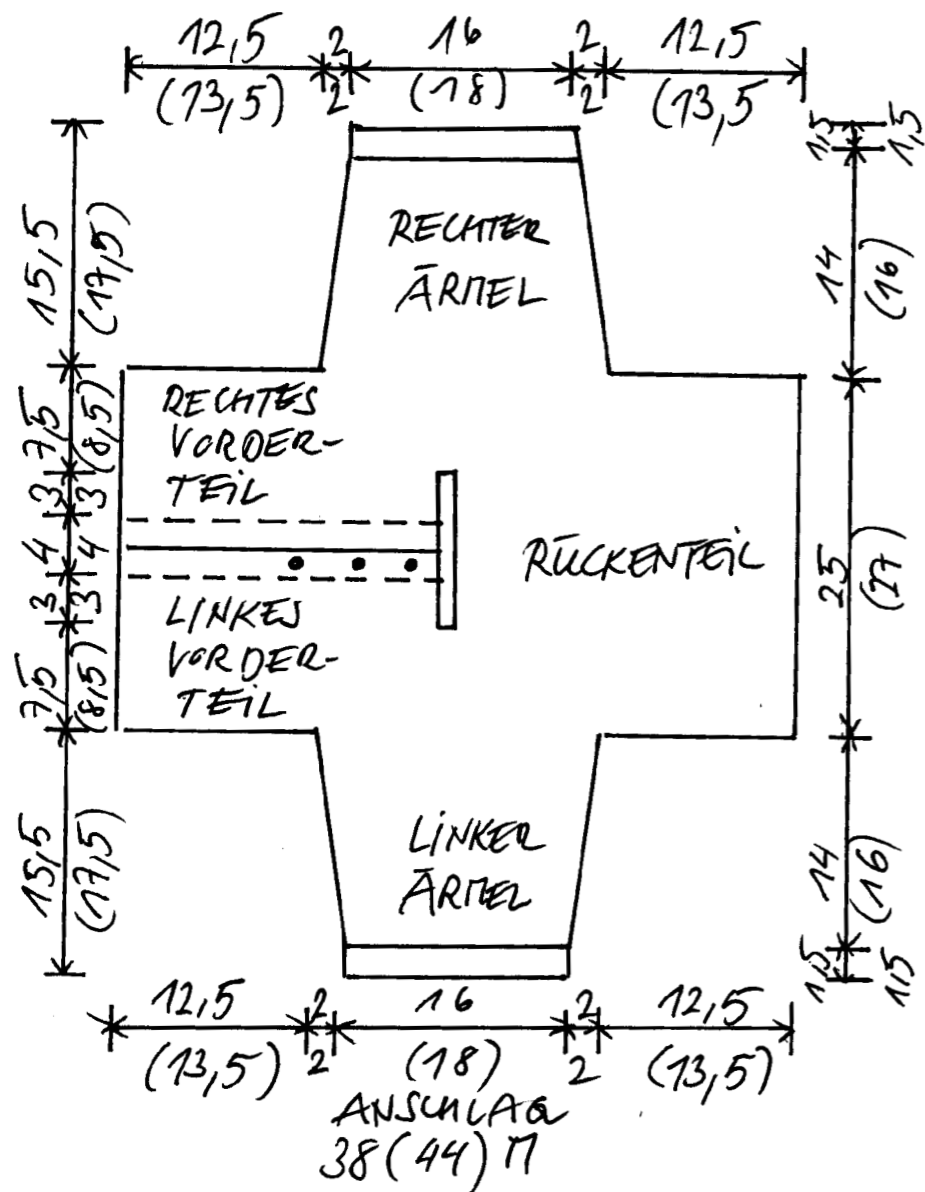 12,5 2 16 2 12,5
(13,5) 2 (18) 2 (13,5
1,5 1,5
15,5
(17,5)
14
(16)
RECHTER
ÄRMEL
7,5
(8,5)
3 3
4 4
3 3
7,5
(8,5)
RECHTES
VORDER-
TEIL
RÜCKENTEIL
25
(27)
LINKES
VORDER-
TEIL
15,5
(17,5)
LINKER
ÄRMEL
14
(16)
1,5 1,5
12,5 2 16 2 12,5
(13,5) 2 (18) 2 (13,5)
ANSCHLAG
38(44) M